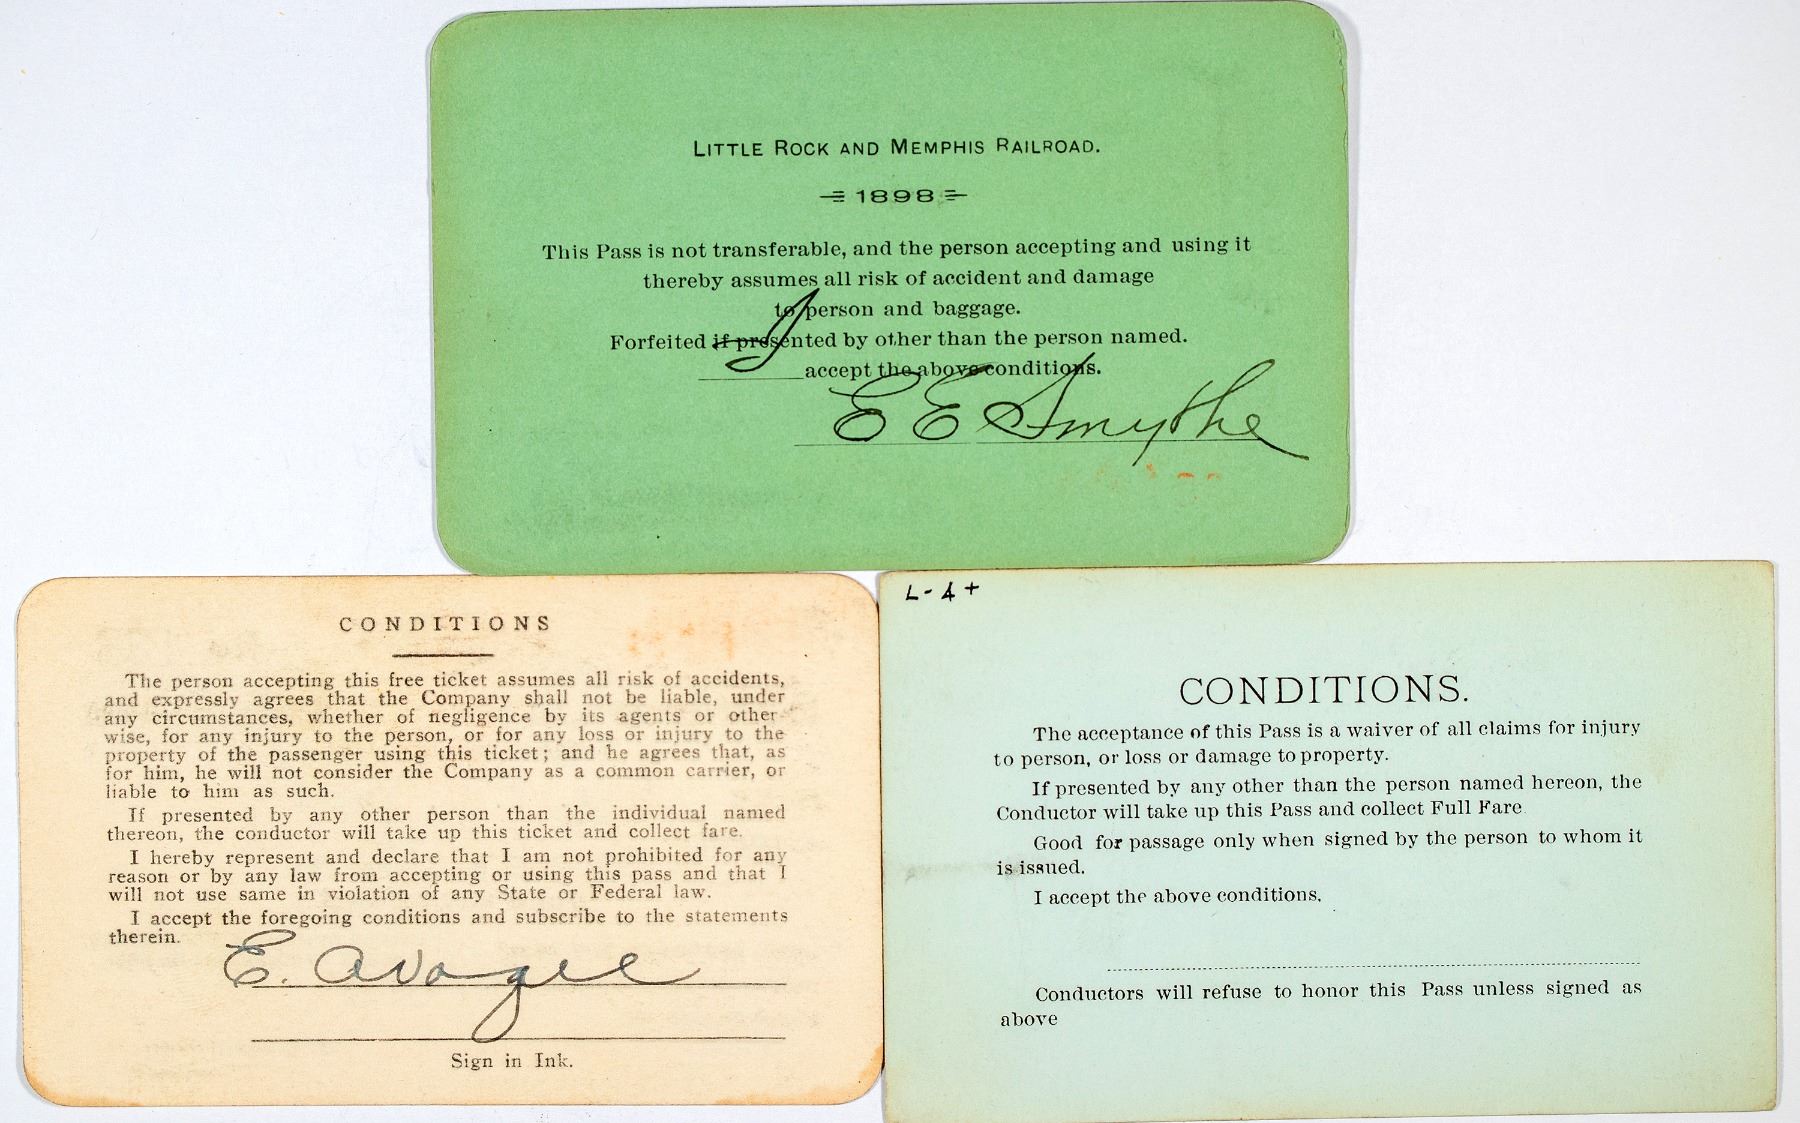 LITTLE ROCK AND MEMPHIS RAILROAD.
1898
This Pass is not transferable, and the person accepting and using it
thereby assumes all risk of accident and damage
to person and baggage.
Forfeited if presented by other than the person named.
I accept the above conditions.
E E Smythe
CONDITIONS
The person accepting this free ticket assumes all risk of accidents,
and expressly agrees that the Company shall not be liable, under
any circumstances, whether of negligence by its agents or other-
wise, for any injury to the person, or for any loss or injury to the
property of the passenger using this ticket; and he agrees that, as
for him, he will not consider the Company as a common carrier, or
liable to him as such.
If presented by any other person than the individual named
thereon, the conductor will take up this ticket and collect fare.
I hereby represent and declare that I am not prohibited for any
reason or by any law from accepting or using this pass and that I
will not use same in violation of any State or Federal law.
I accept the foregoing conditions and subscribe to the statements
therein.
E.
Sign in Ink.
L-4+
CONDITIONS.
The acceptance of this Pass is a waiver of all claims for injury
to person, or loss or damage to property.
If presented by any other than the person named hereon, the
Conductor will take up this Pass and collect Full Fare
Good for passage only when signed by the person to whom it
is issued.
I accept the above conditions.
Conductors will refuse to honor this Pass unless signed as
above